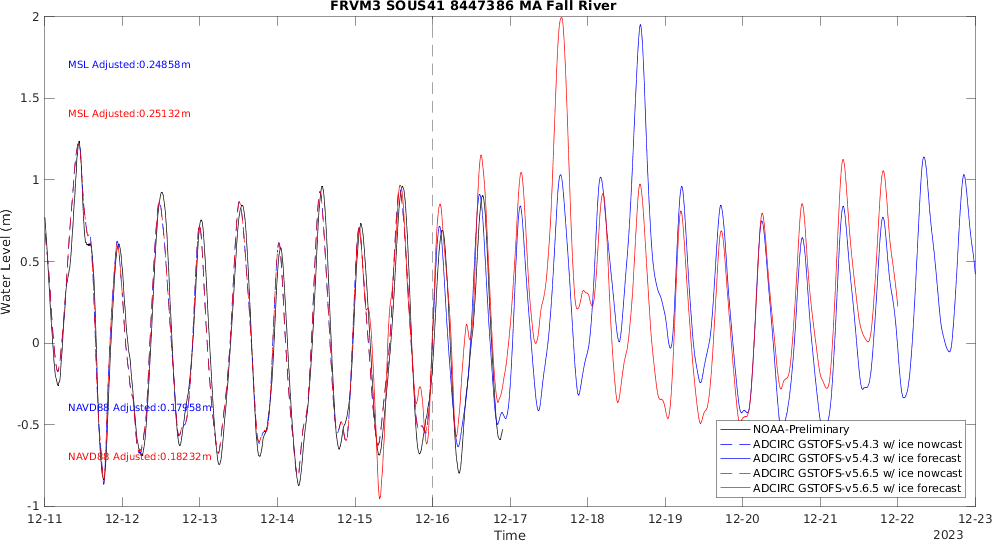 FRVM3 SOUS41 8447386 MA Fall River
2
1.5
1
0.5
0
-0.5
-1
Water Level (m)
MSL Adjusted:0.24858m
MSL Adjusted:0.25132m
NAVD88 Adjusted:0.17958m
NAVD88 Adjusted:0.18232m
NOAA-Preliminary
ADCIRC GSTOFS-v5.4.3 w/ ice nowcast
ADCIRC GSTOFS-v5.4.3 w/ ice forecast
ADCIRC GSTOFS-v5.6.5 w/ ice nowcast
ADCIRC GSTOFS-v5.6.5 w/ ice forecast
12-11 12-12 12-13 12-14 12-15 12-16 12-17 12-18 12-19 12-20 12-21 12-22 12-23
Time
2023